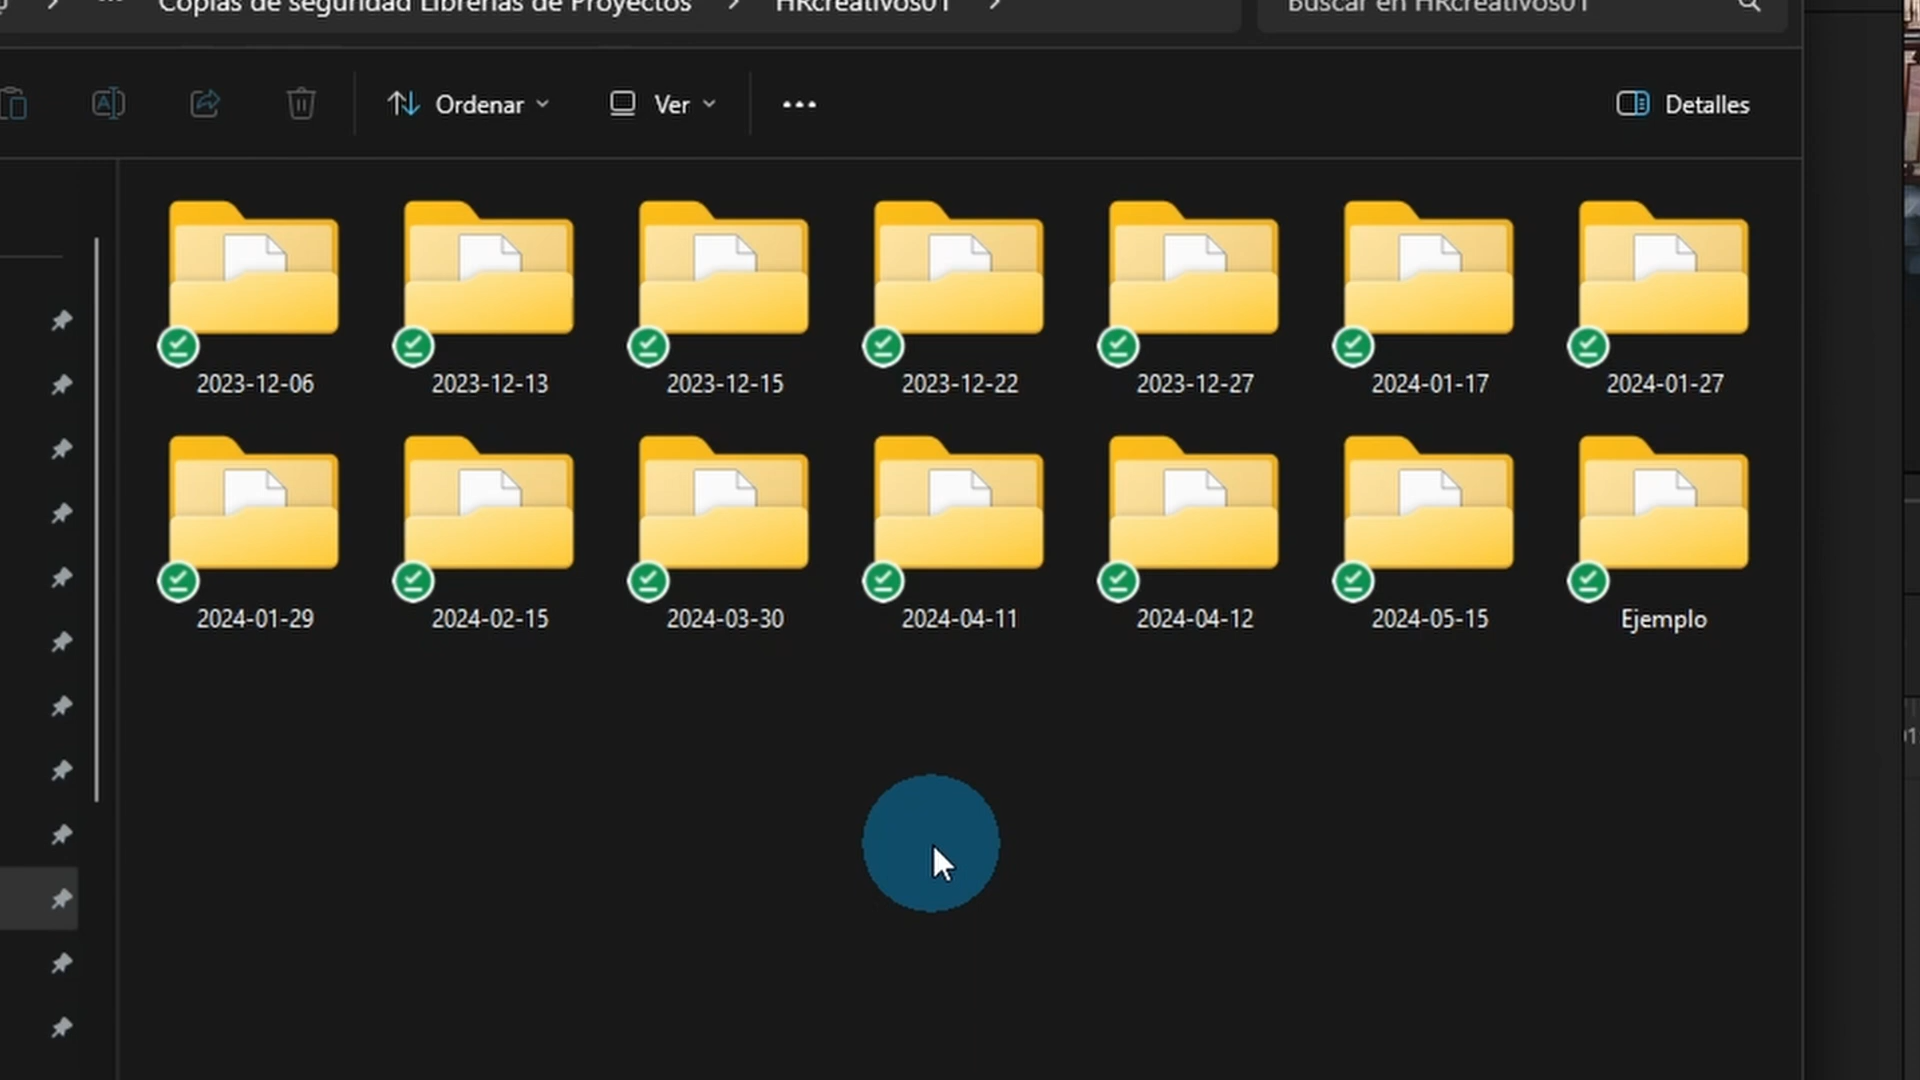 Copias de seguridad Librerías de Proyectos > HRcreativos01 >
Buscar en HRcreativos01
Ordenar
Ver
Detalles
2023-12-06
2023-12-13
2023-12-15
2023-12-22
2023-12-27
2024-01-17
2024-01-27
2024-01-29
2024-02-15
2024-03-30
2024-04-11
2024-04-12
2024-05-15
Ejemplo